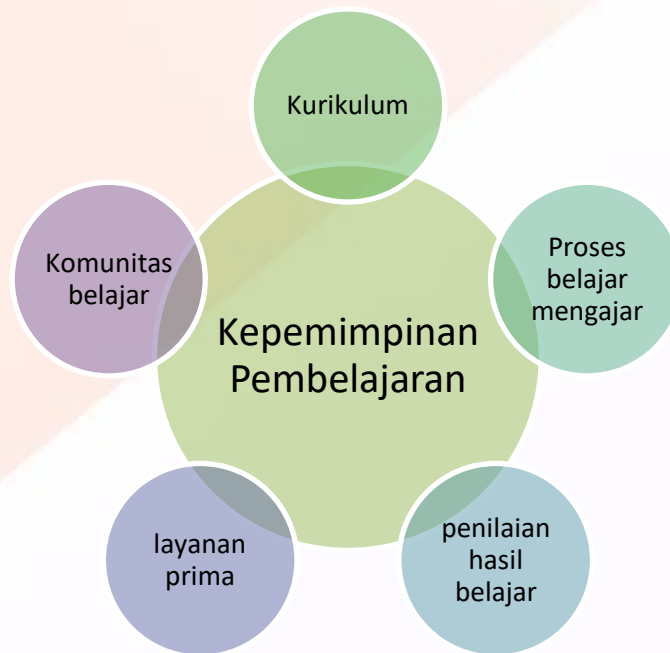 Kurikulum
Proses
belajar
mengajar
penilaian
hasil
belajar
layanan
prima
Komunitas
belajar
Kepemimpinan
Pembelajaran